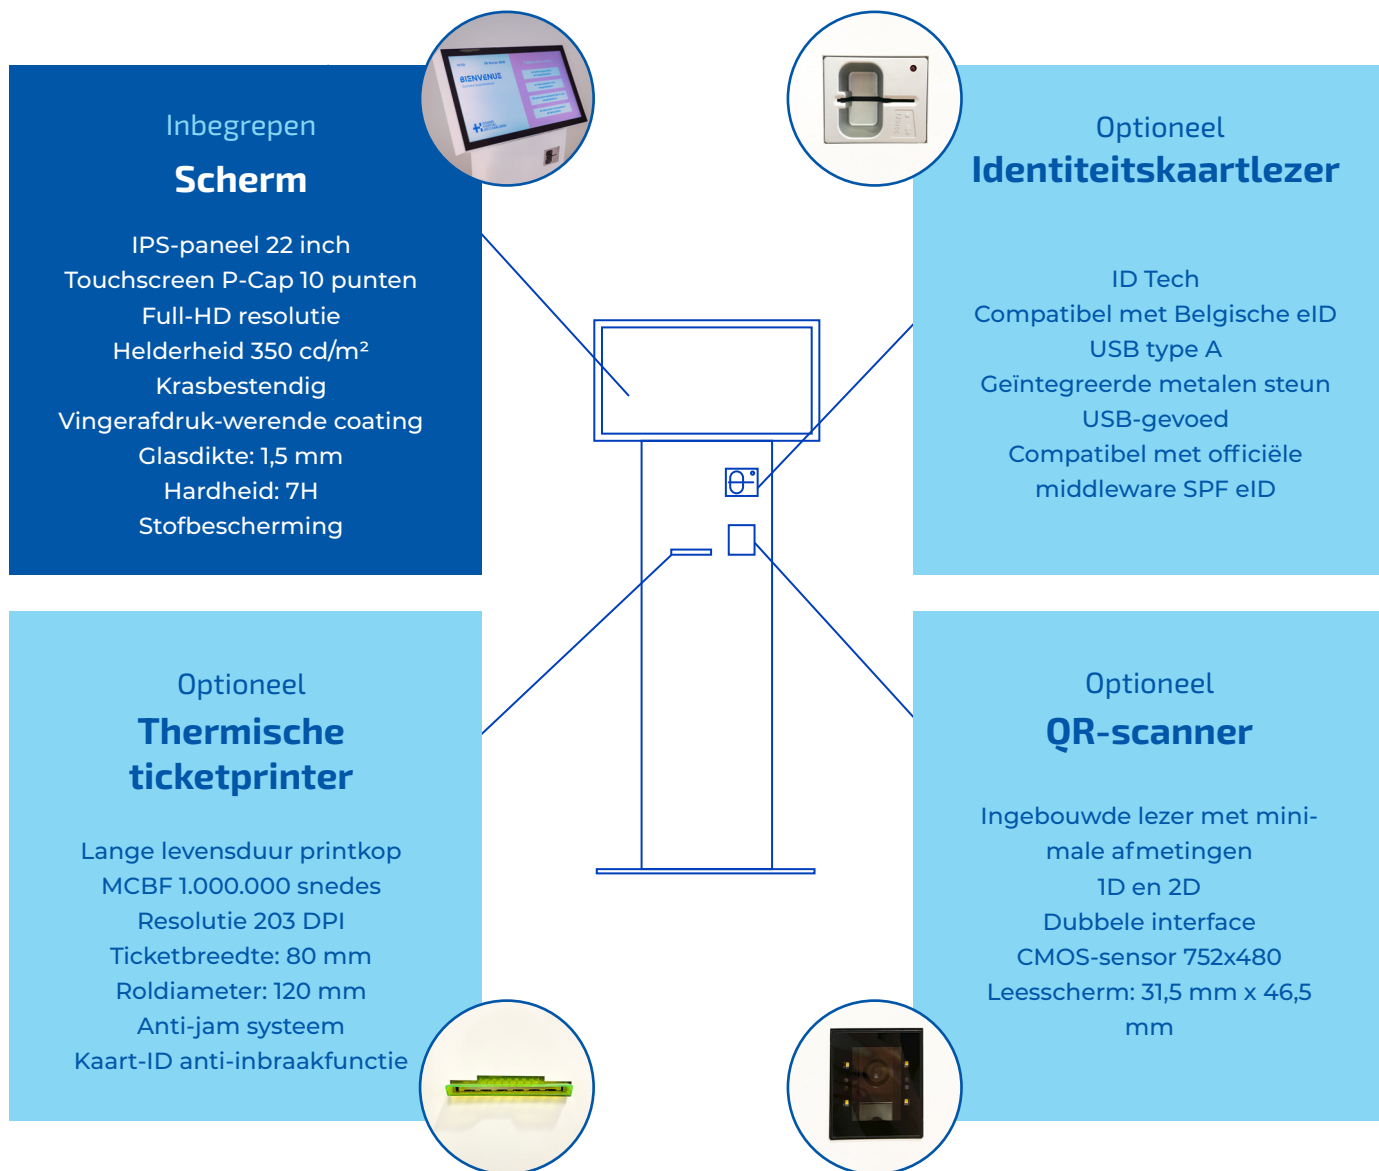 Inbegrepen
Scherm
IPS-paneel 22 inch
Touchscreen P-Cap 10 punten
Full-HD resolutie
Helderheid 350 cd/m²
Krasbestendig
Vingerafdruk-werende coating
Glasdikte: 1,5 mm
Hardheid: 7H
Stofbescherming
BIENVENUE
Optioneel
Identiteitskaartlezer
ID Tech
Compatibel met Belgische eID
USB type A
Geïntegreerde metalen steun
USB-gevoed
Compatibel met officiële
middleware SPF eID
Optioneel
Thermische
ticketprinter
Lange levensduur printkop
MCBF 1.000.000 snedes
Resolutie 203 DPI
Ticketbreedte: 80 mm
Roldiameter: 120 mm
Anti-jam systeem
Kaart-ID anti-inbraakfunctie
Optioneel
QR-scanner
Ingebouwde lezer met mini-
male afmetingen
1D en 2D
Dubbele interface
CMOS-sensor 752x480
Leesscherm: 31,5 mm x 46,5
mm